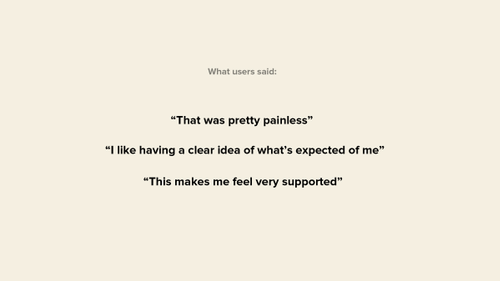 What users said:
“That was pretty painless”
“I like having a clear idea of what’s expected of me”
“This makes me feel very supported”